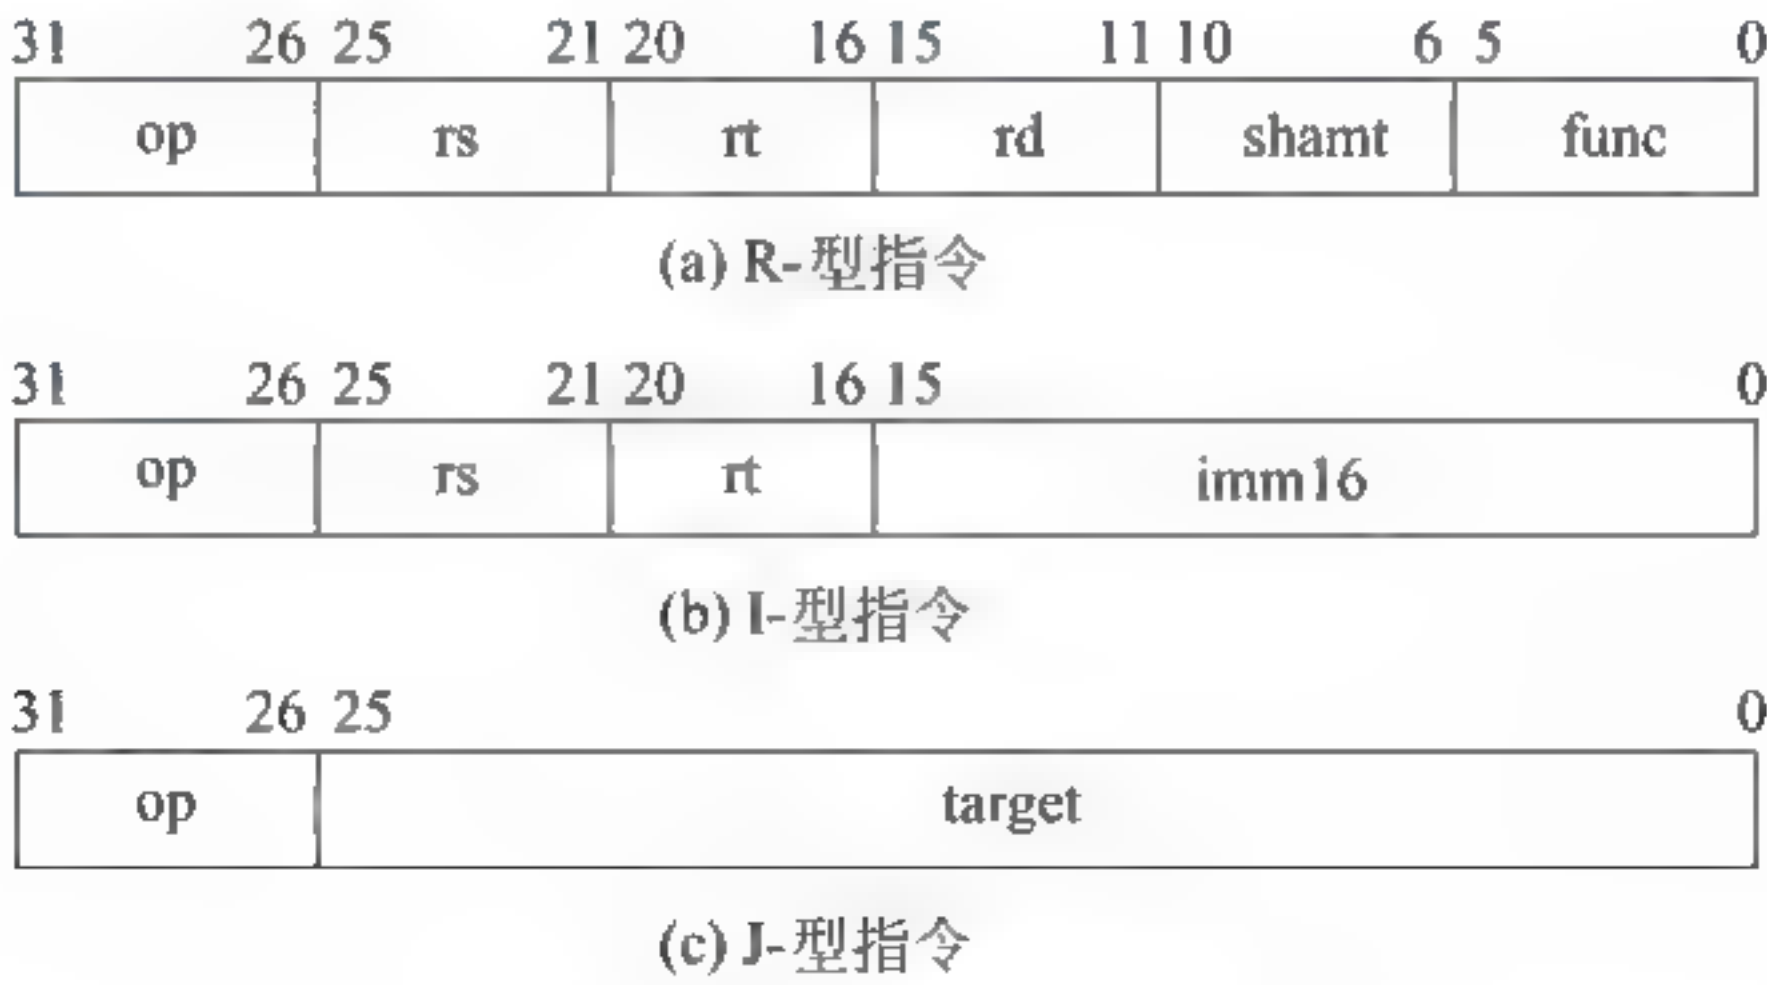 31 26 25 21 20 16 15 11 10 6 5 0
op rs rt rd shamt func
(a) R-型指令
31 26 25 21 20 16 15 0
op rs rt imm16
(b) I-型指令
31 26 25 0
op target
(c) J-型指令